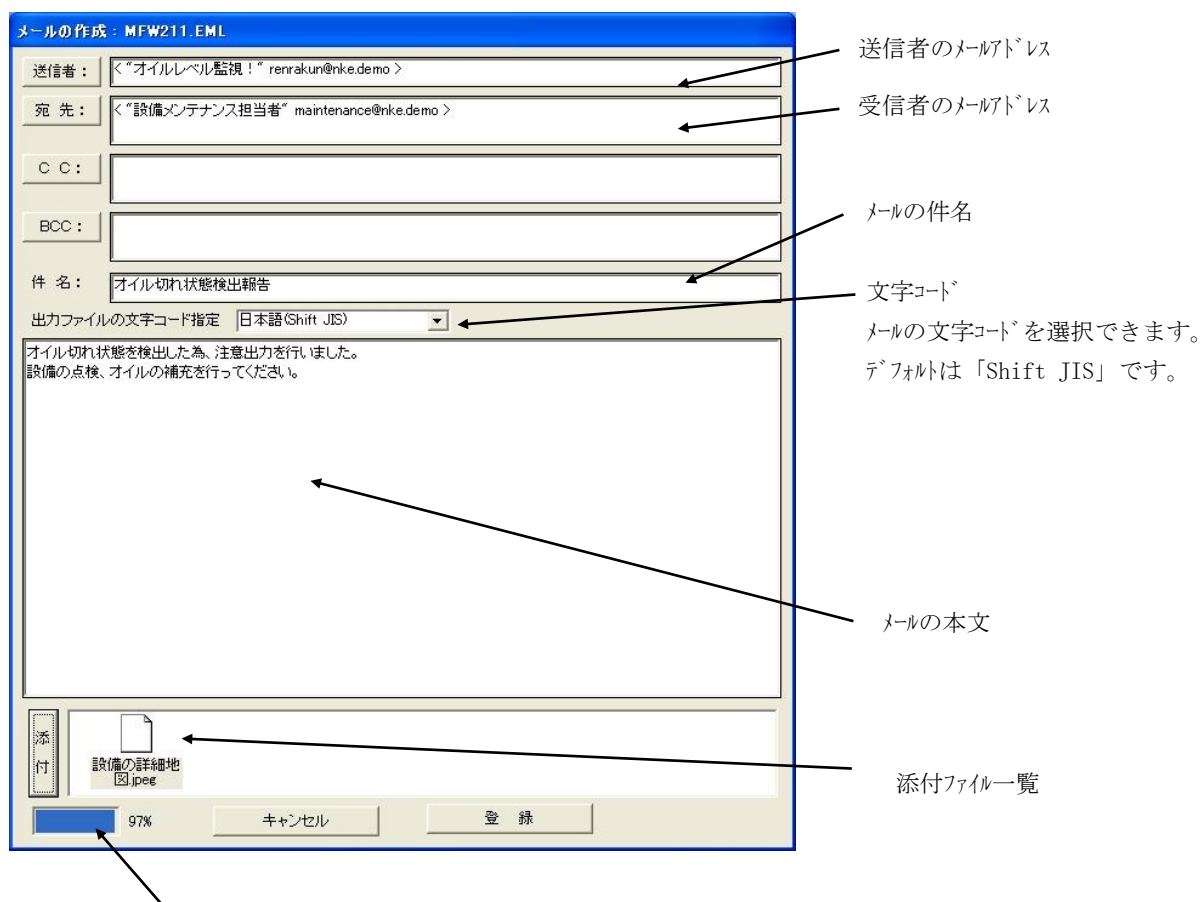 メールの作成：MFW211.EML
送信者のﾒｰﾙｱﾄﾞﾚｽ
送信者：
<“オイルレベル監視！“ renrakun@nke.demo >
受信者のﾒｰﾙｱﾄﾞﾚｽ
宛 先：
<“設備メンテナンス担当者“ maintenance@nke.demo >
C C：
BCC：
ﾒｰﾙの件名
件 名：
オイル切れ状態検出報告
文字ｺｰﾄﾞ
出力ファイルの文字コード指定
日本語(Shift JIS)
ﾒｰﾙの文字ｺｰﾄﾞを選択できます。
ﾃﾞﾌｫﾙﾄは「Shift JIS」です。
オイル切れ状態を検出した為、注意出力を行いました。
設備の点検、オイルの補充を行ってください。
ﾒｰﾙの本文
添
付
設備の詳細地
図.jpeg
添付ﾌｧｲﾙ一覧
97%
キャンセル
登 録